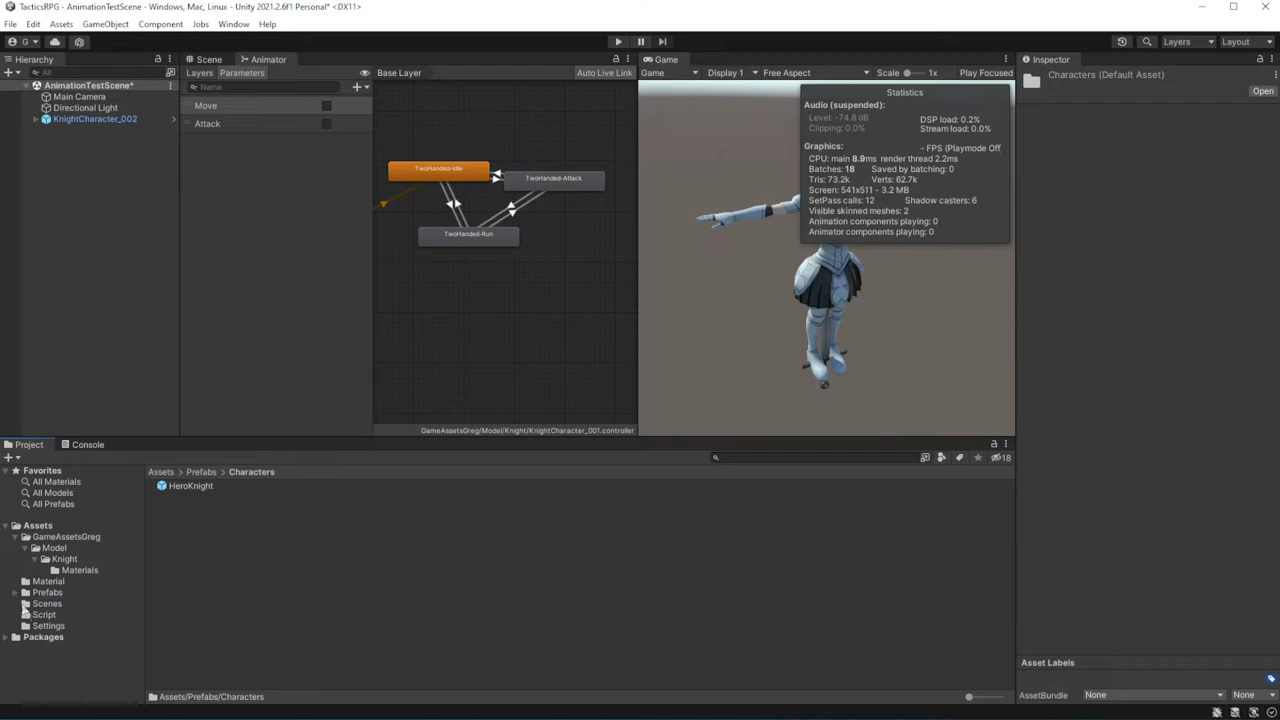 TacticsRPG - AnimationTestScene - Windows, Mac, Linux - Unity 2021.2.6f1 Personal* <DX11>
File Edit Assets GameObject Component Jobs Window Help
G Layers Layout
Hierarchy Scene Animator Game Inspector
All Layers Parameters Base Layer Auto Live Link Game Display 1 Free Aspect Scale 1x Play Focused Characters (Default Asset)
AnimationTestScene* Name Open
Main Camera
Directional Light
KnightCharacter_002
Move
Attack
TwoHanded-Idle
TwoHanded-Attack
TwoHanded-Run
GameAssetsGreg/Model/Knight/KnightCharacter_001.controller
Statistics
Audio (suspended):
Level: -74.8 dB DSP load: 0.2%
Clipping: 0.0% Stream load: 0.0%
Graphics: - FPS (Playmode Off
CPU: main 8.9ms render thread 2.2ms
Batches: 18 Saved by batching: 0
Tris: 73.2k Verts: 62.7k
Screen: 541x511 - 3.2 MB
SetPass calls: 12 Shadow casters: 6
Visible skinned meshes: 2
Animation components playing: 0
Animator components playing: 0
Project Console
18
Favorites
All Materials
All Models
All Prefabs
Assets
GameAssetsGreg
Model
Knight
Materials
Material
Prefabs
Scenes
Script
Settings
Packages
Assets > Prefabs > Characters
HeroKnight
Assets/Prefabs/Characters
Asset Labels
AssetBundle None None